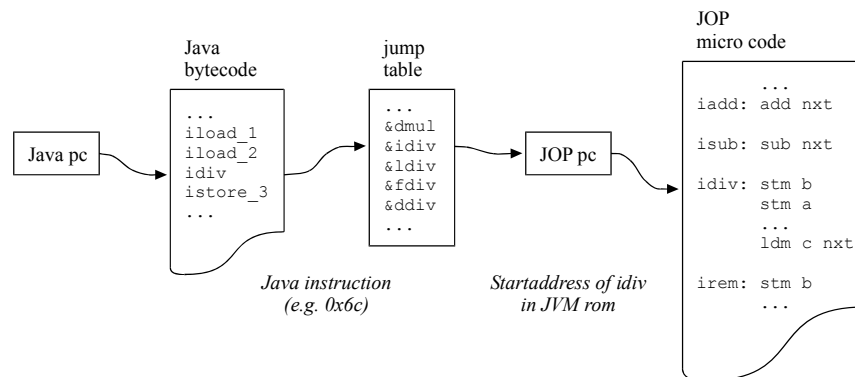 Java
bytecode
jump
table
JOP
micro code
Java pc
...
iload_1
iload_2
idiv
istore_3
...
...
&dmul
&idiv
&ldiv
&fdiv
&ddiv
...
JOP pc
...
iadd: add nxt
isub: sub nxt
idiv: stm b
stm a
...
ldm c nxt
irem: stm b
...
Java instruction
(e.g. 0x6c)
Startaddress of idiv
in JVM rom